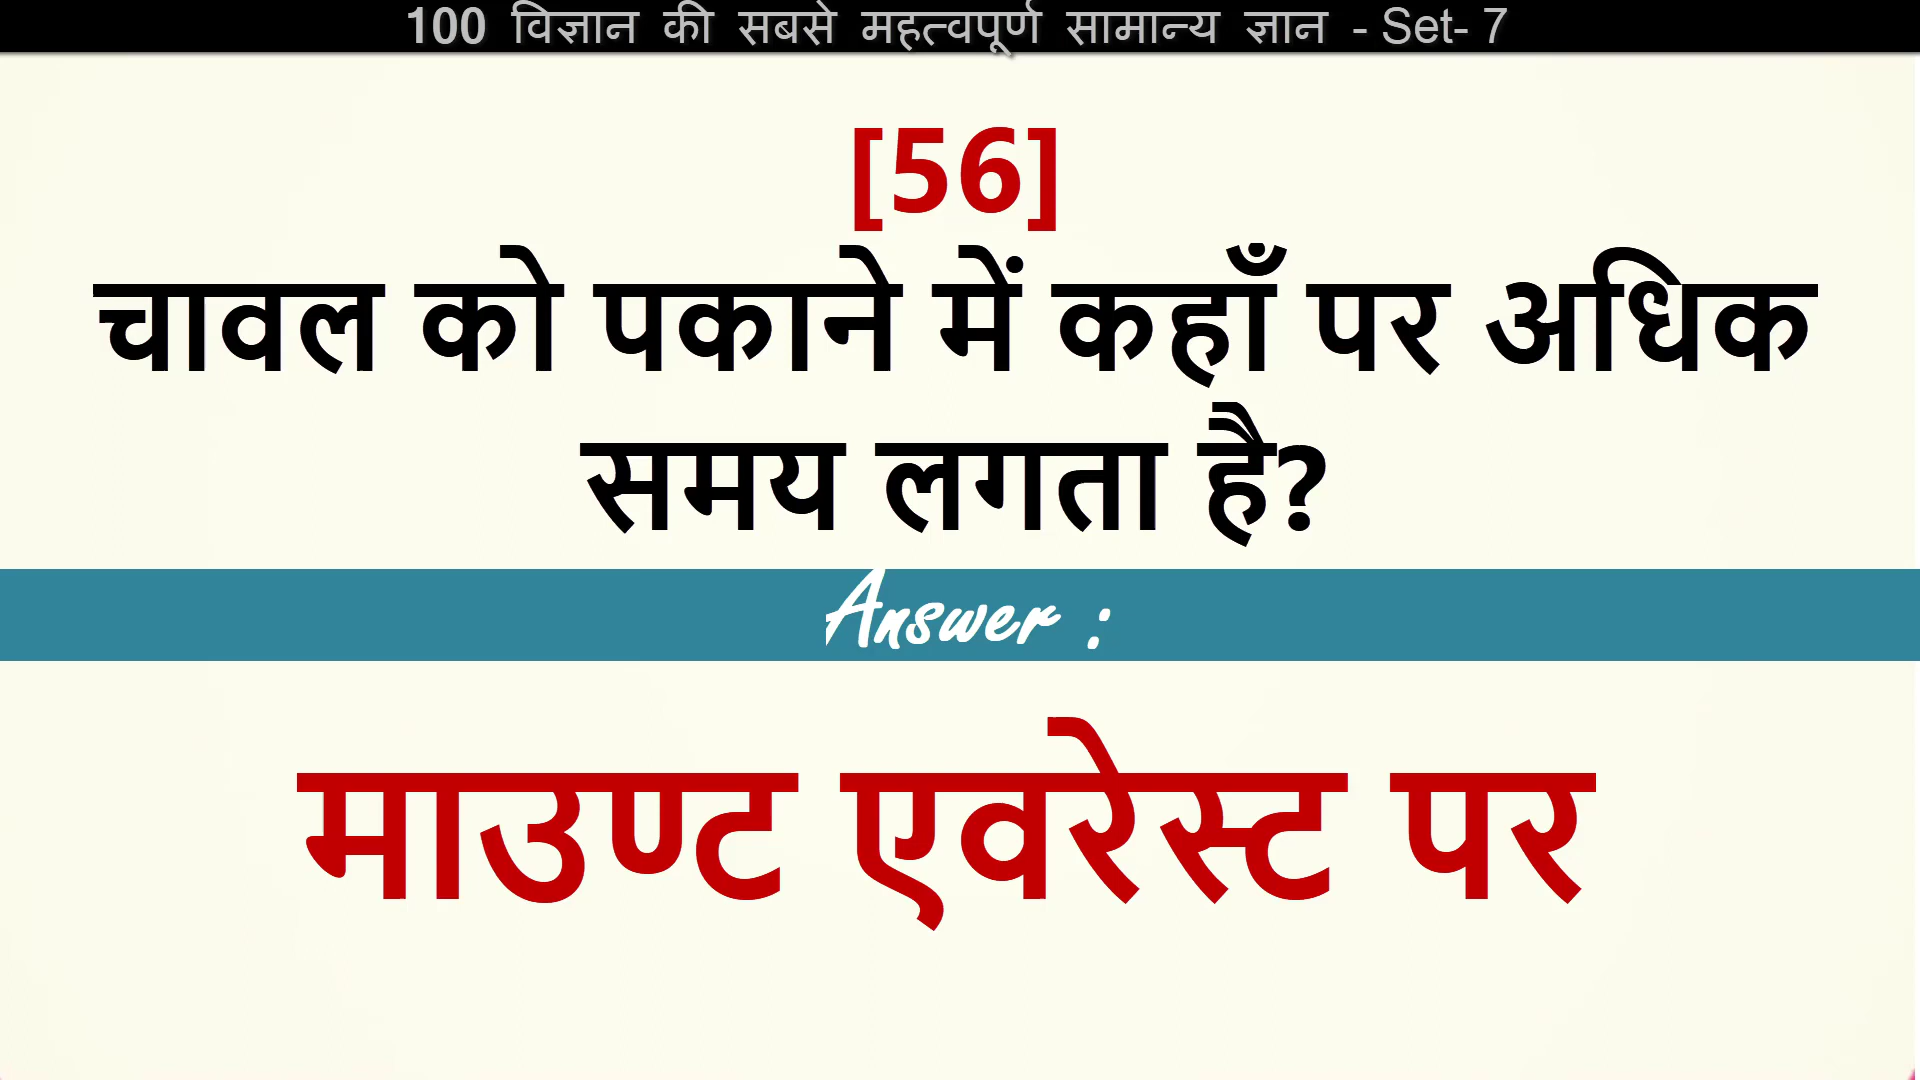 100 विज्ञान की सबसे महत्वपूर्ण सामान्य ज्ञान - Set- 7
[56]
चावल को पकाने में कहाँ पर अधिक
समय लगता है?
Answer :
माउण्ट एवरेस्ट पर